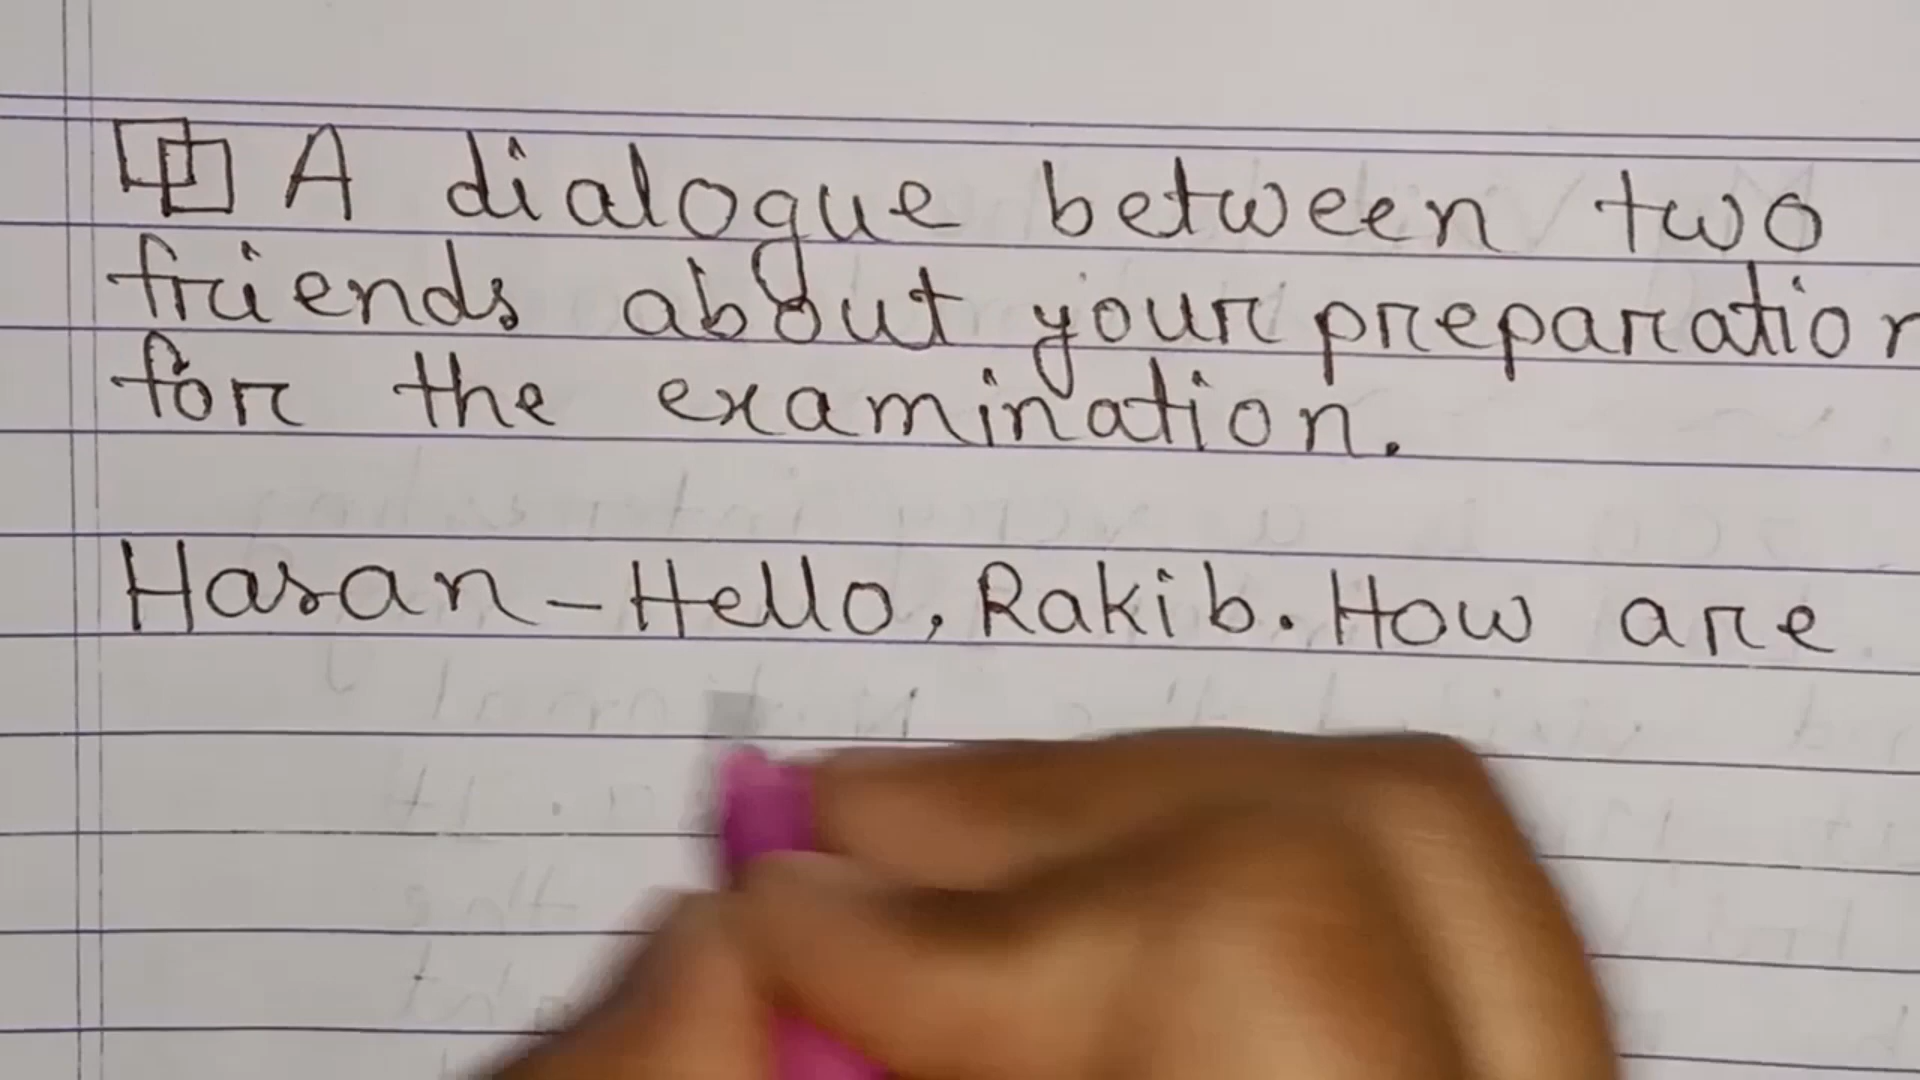 A dialogue between two
friends about your preparation
for the examination.
Hasan - Hello, Rakib. How are